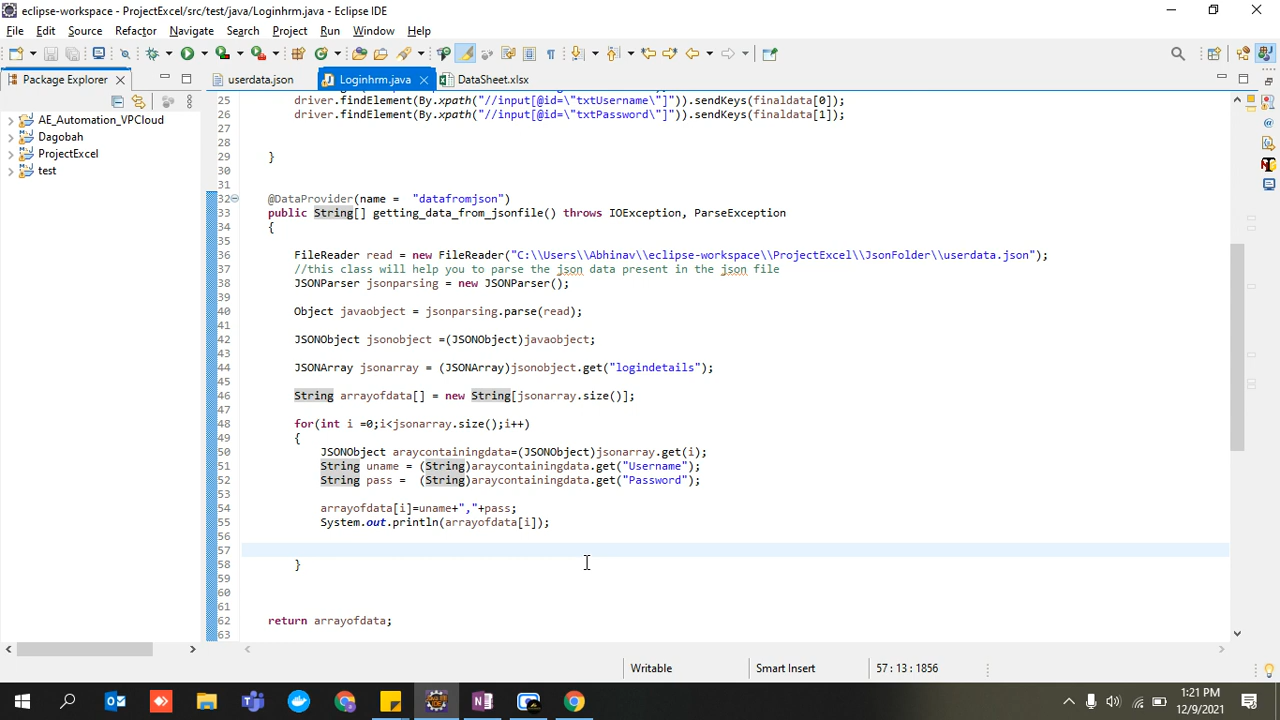 eclipse-workspace - ProjectExcel/src/test/java/Loginhrm.java - Eclipse IDE
File Edit Source Refactor Navigate Search Project Run Window Help
Package Explorer
userdata.json
Loginhrm.java
DataSheet.xlsx
AE_Automation_VPCloud
Dagobah
ProjectExcel
test
25
driver.findElement(By.xpath("//input[@id=\"txtUsername\"]")).sendKeys(finaldata[0]);
26 driver.findElement(By.xpath("//input[@id=\"txtPassword\"]")).sendKeys(finaldata[1]);
27
28
29 }
30
31
32 @DataProvider(name =  "datafromjson")
33 public String[] getting_data_from_jsonfile() throws IOException, ParseException
34 {
35
36 FileReader read = new FileReader("C:\\Users\\Abhinav\\eclipse-workspace\\ProjectExcel\\JsonFolder\\userdata.json");
37 //this class will help you to parse the json data present in the json file
38 JSONParser jsonparsing = new JSONParser();
39
40 Object javaobject = jsonparsing.parse(read);
41
42 JSONObject jsonobject =(JSONObject)javaobject;
43
44 JSONArray jsonarray = (JSONArray)jsonobject.get("logindetails");
45
46 String arrayofdata[] = new String[jsonarray.size()];
47
48 for(int i =0;i<jsonarray.size();i++)
49 {
50 JSONObject araycontainingdata=(JSONObject)jsonarray.get(i);
51 String uname = (String)araycontainingdata.get("Username");
52 String pass =  (String)araycontainingdata.get("Password");
53
54 arrayofdata[i]=uname+","+pass;
55 System.out.println(arrayofdata[i]);
56
57
58 }
59
60
61
62 return arrayofdata;
63
Writable Smart Insert 57 : 13 : 1856
1:21 PM
12/9/2021